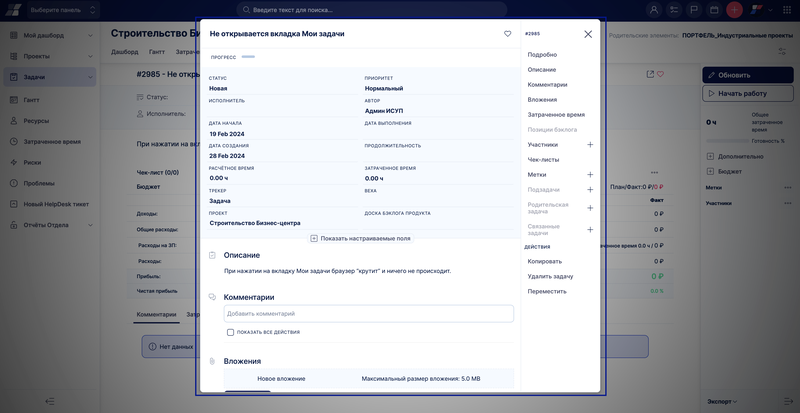 Выберите панель
Введите текст для поиска...
Мой дашборд
Проекты
Задачи
Гантт
Ресурсы
Затраченное время
Риски
Проблемы
Новый HelpDesk тикет
Отчёты Отдела
Строительство Би
Родительские элементы: ПОРТФЕЛЬ_Индустриальные проекты
Дашборд
Гантт
#2985 - Не откры
Статус:
Исполнитель:
При нажатии на вк
Чек-лист (0/0)
Бюджет
План/Факт:0 ₽/0 ₽
Факт
Доходы:
0 ₽
Общие расходы:
0 ₽
Расходы на ЗП:
0 ₽
Расходы:
0 ₽
Прибыль:
0 ₽
Чистая прибыль
0.0 %
Комментарии
Нет данных
Не открывается вкладка Мои задачи
ПРОГРЕСС
СТАТУС
Новая
ПРИОРИТЕТ
Нормальный
ИСПОЛНИТЕЛЬ
АВТОР
Админ ИСУП
ДАТА НАЧАЛА
19 Feb 2024
ДАТА ВЫПОЛНЕНИЯ
ДАТА СОЗДАНИЯ
28 Feb 2024
ПРОДОЛЖИТЕЛЬНОСТЬ
РАСЧЁТНОЕ ВРЕМЯ
0.00 ч
ЗАТРАЧЕННОЕ ВРЕМЯ
0.00 ч
ТРЕКЕР
Задача
ВЕХА
ПРОЕКТ
Строительство Бизнес-центра
ДОСКА БЭКЛОГА ПРОДУКТА
Показать настраиваемые поля
Описание
При нажатии на вкладку Мои задачи браузер "крутит" и ничего не происходит.
Комментарии
Добавить комментарий
ПОКАЗАТЬ ВСЕ ДЕЙСТВИЯ
Вложения
Новое вложение
Максимальный размер вложения: 5.0 MB
#2985
Подробно
Описание
Комментарии
Вложения
Затраченное время
Позиции бэклога
Участники
Чек-листы
Метки
Подзадачи
Родительская
задача
Связанные
задачи
ДЕЙСТВИЯ
Копировать
Удалить задачу
Переместить
Обновить
Начать работу
0 ч
Общее
затраченное
время
Готовность %
Дополнительно
Бюджет
Метки
Участники
Экспорт